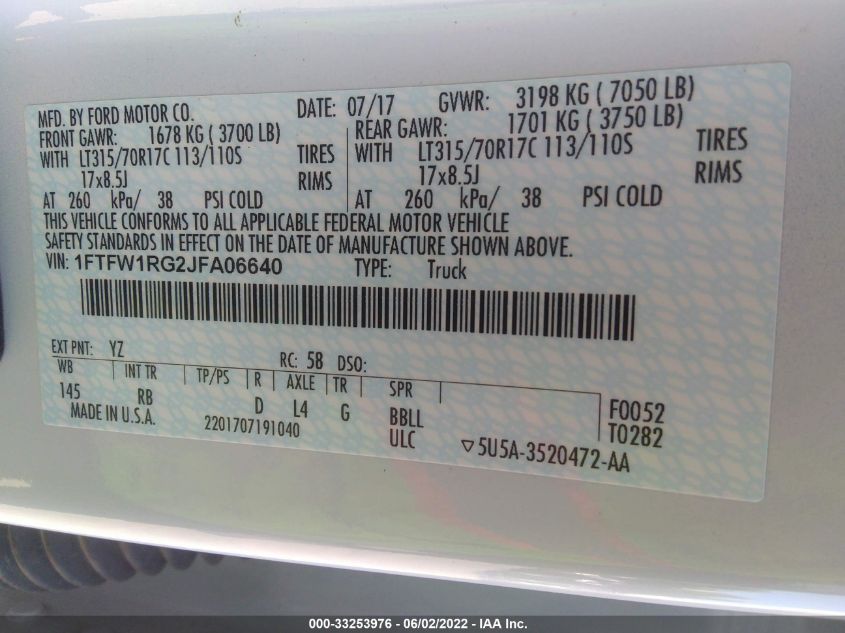 MFD. BY FORD MOTOR CO. DATE: 07/17 GVWR: 3198 KG ( 7050 LB)
FRONT GAWR: 1678 KG ( 3700 LB) REAR GAWR: 1701 KG ( 3750 LB)
WITH LT315/70R17C 113/110S TIRES WITH LT315/70R17C 113/110S TIRES
17x8.5J RIMS 17x8.5J RIMS
AT 260 kPa/ 38 PSI COLD AT 260 kPa/ 38 PSI COLD
THIS VEHICLE CONFORMS TO ALL APPLICABLE FEDERAL MOTOR VEHICLE
SAFETY STANDARDS IN EFFECT ON THE DATE OF MANUFACTURE SHOWN ABOVE.
VIN: 1FTFW1RG2JFA06640 TYPE: Truck
EXT PNT: YZ RC: 58 DSO:
WB INT TR TP/PS R AXLE TR SPR
145 RB D L4 G BBLL F0052
MADE IN U.S.A. 2201707191040 ULC T0282
▽5U5A-3520472-AA
000-33253976 - 06/02/2022 - IAA Inc.